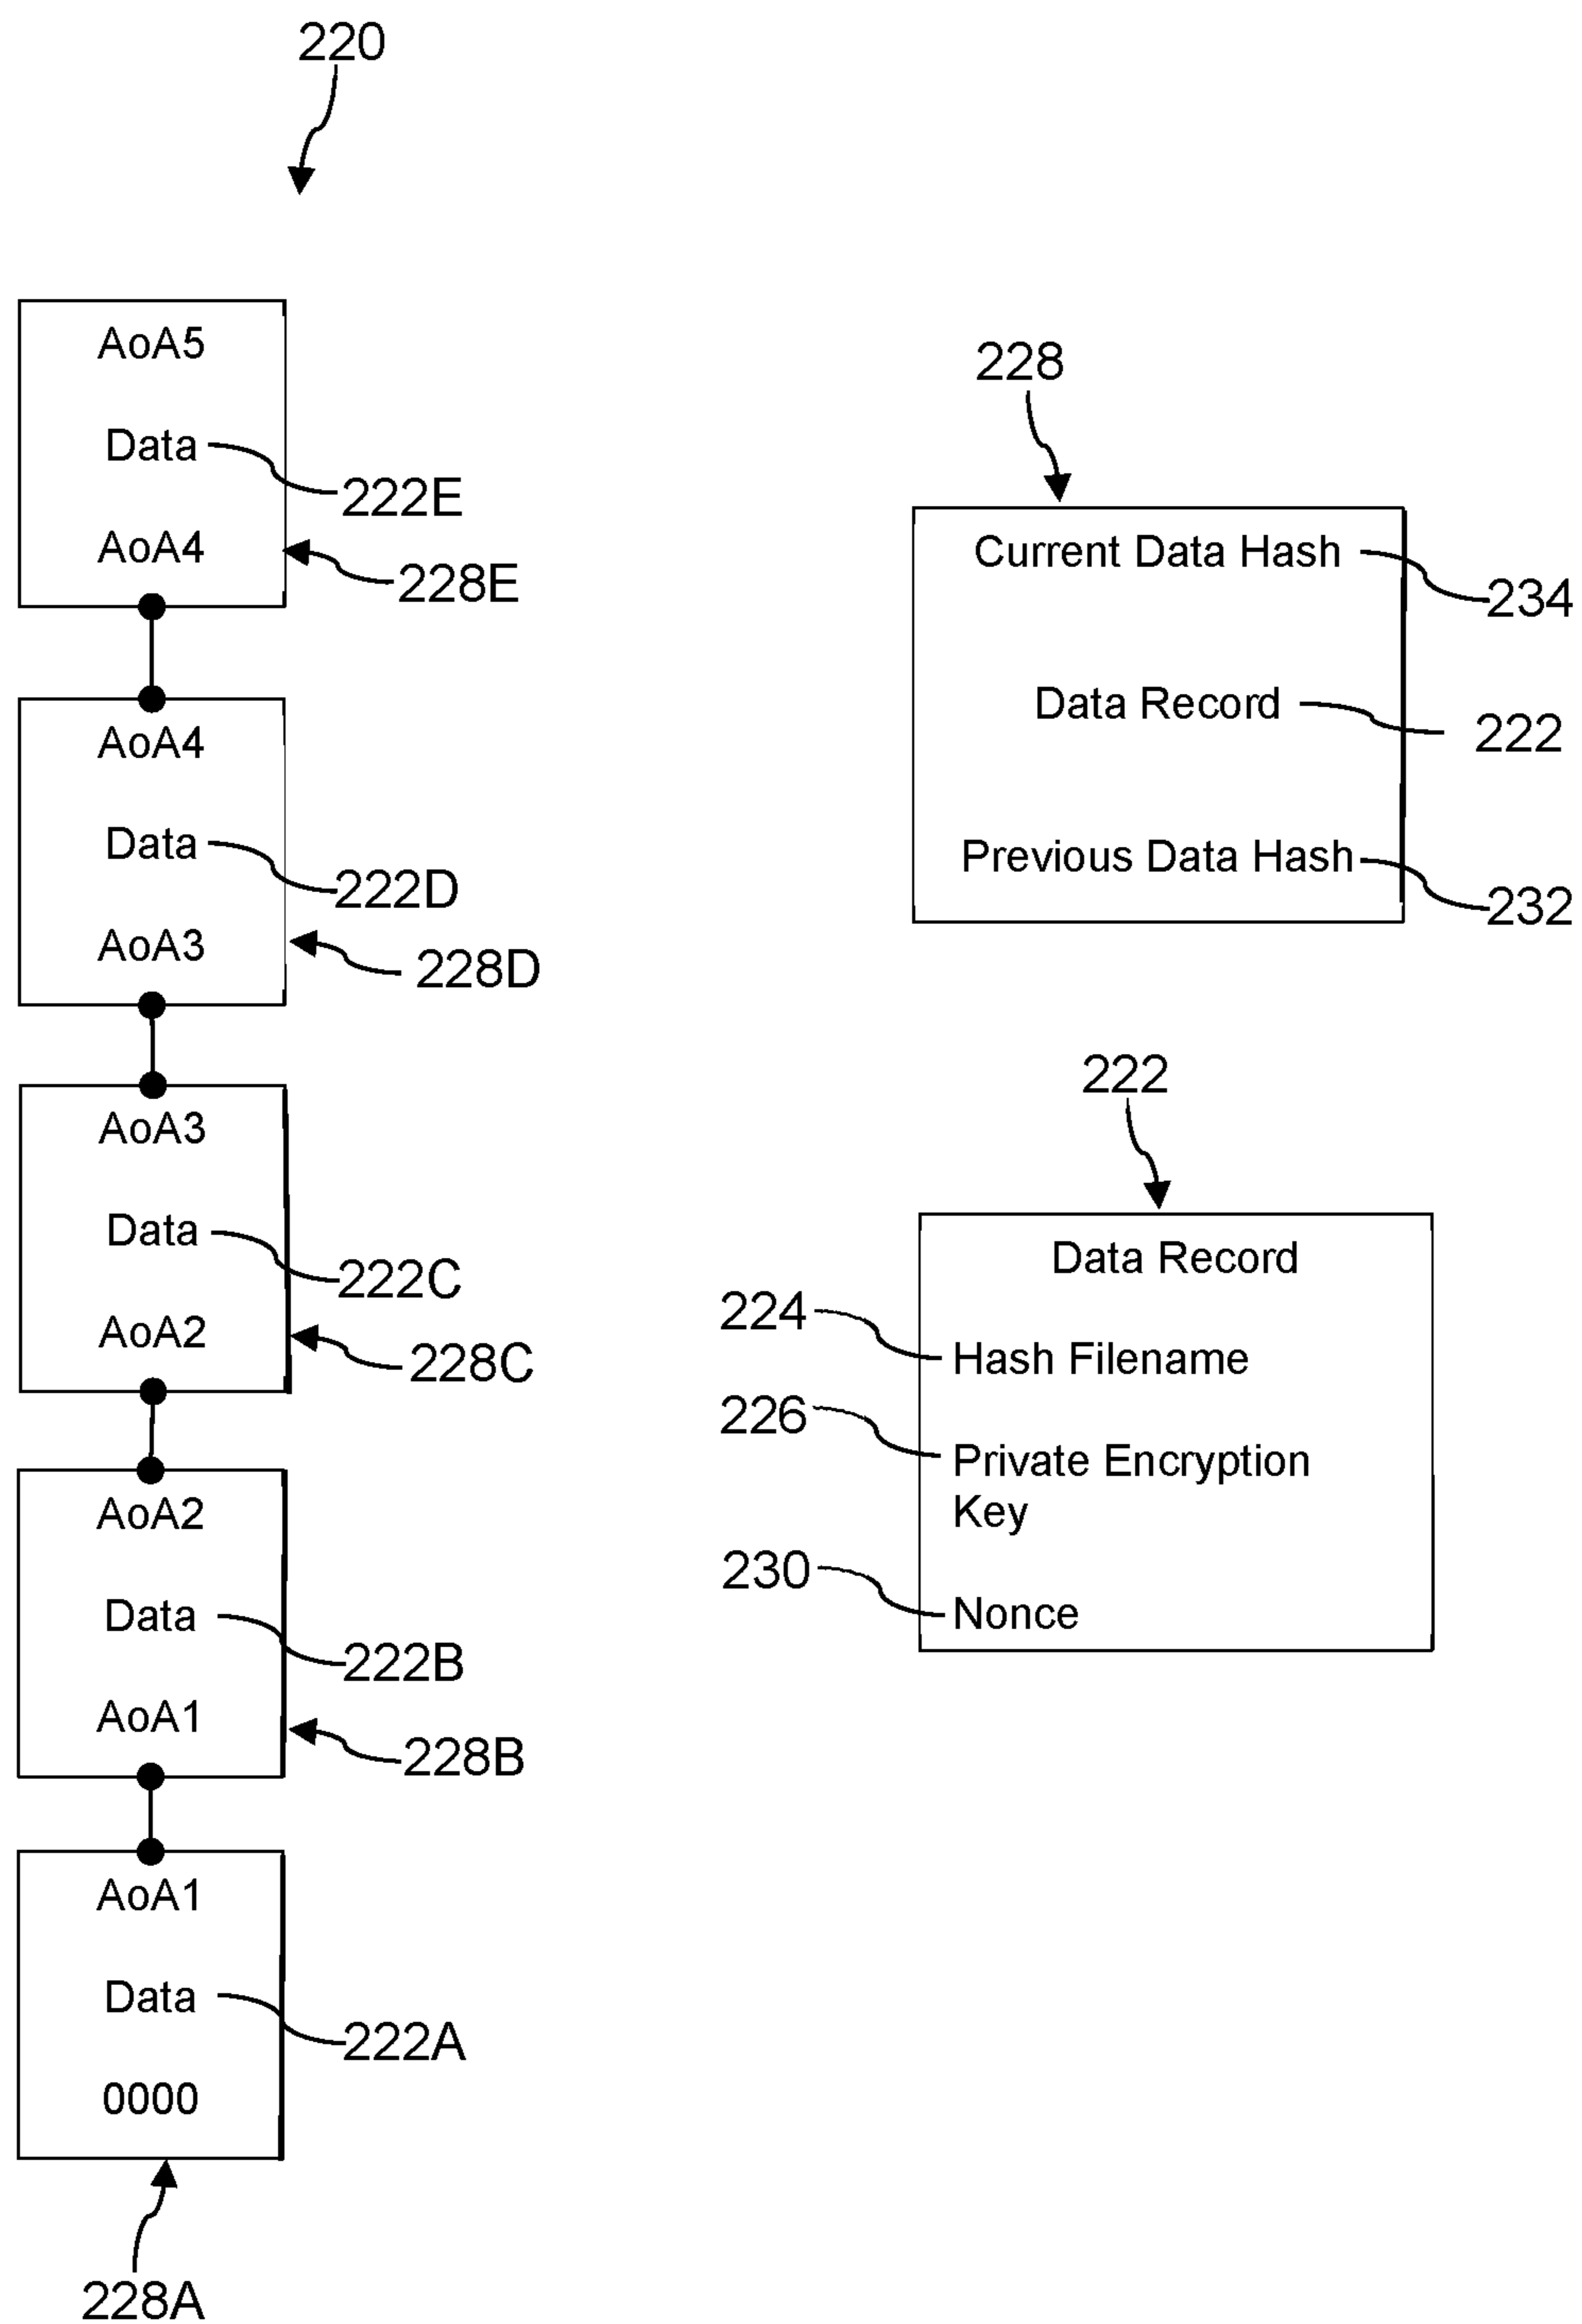 220
AoA5
Data
222E
AoA4
228E
AoA4
Data
222D
AoA3
228D
AoA3
Data
222C
AoA2
228C
AoA2
Data
222B
AoA1
228B
AoA1
Data
222A
0000
228A
228
Current Data Hash
234
Data Record
222
Previous Data Hash
232
222
Data Record
224
Hash Filename
226
Private Encryption
Key
230
Nonce